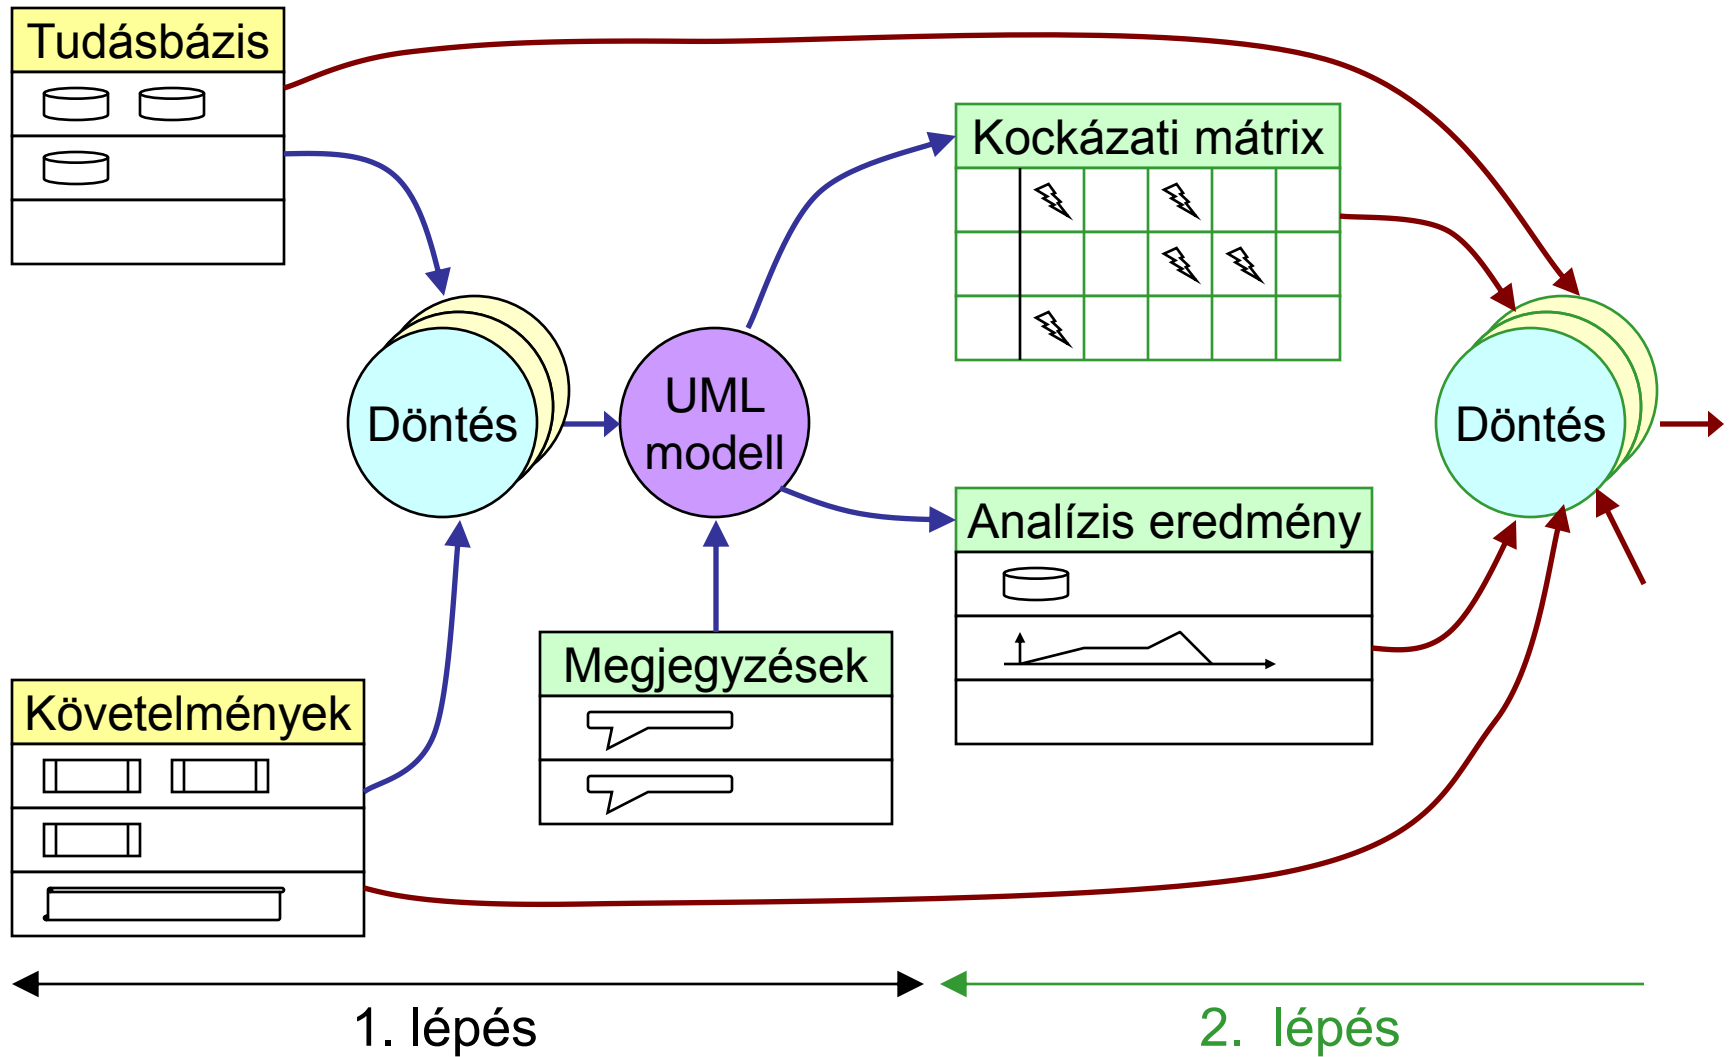 Tudásbázis
Kockázati mátrix
Döntés
UML
modell
Döntés
Analízis eredmény
Megjegyzések
Követelmények
1. lépés
2. lépés